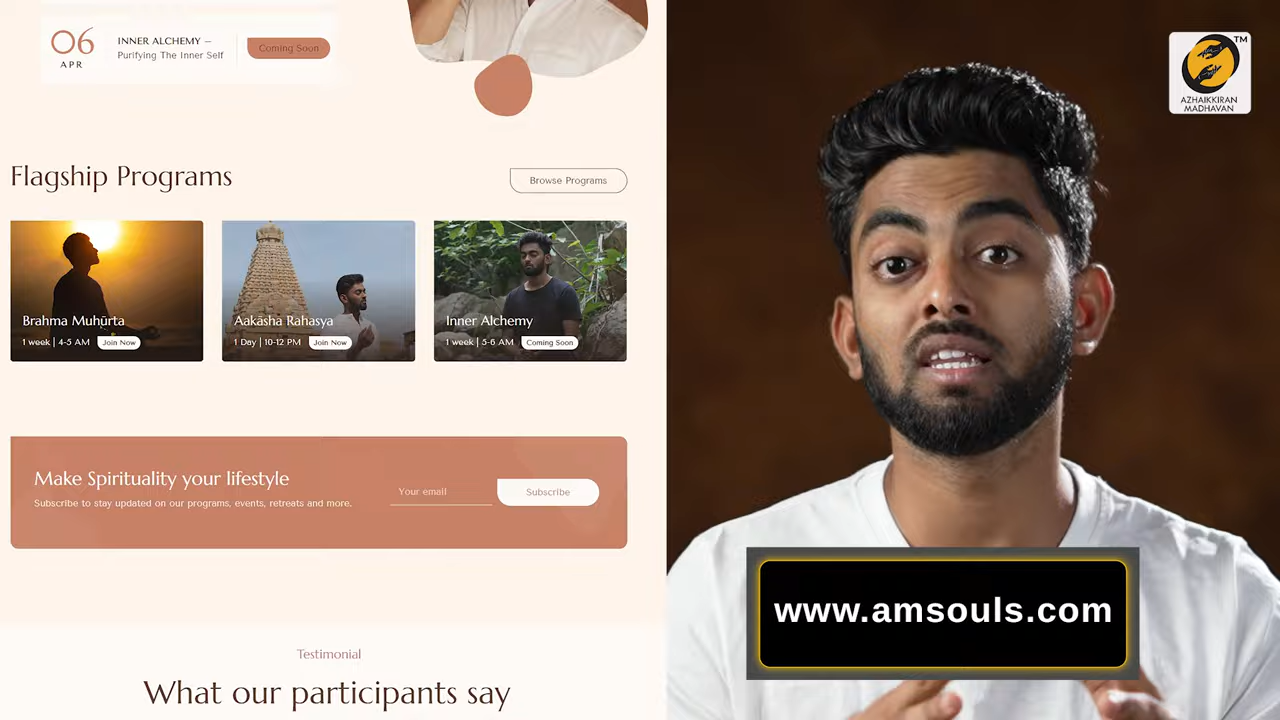 06
APR
INNER ALCHEMY –
Purifying The Inner Self
Coming Soon
Flagship Programs
Browse Programs
Brahma Muhūrta
1 week | 4-5 AM
Join Now
Aakāsha Rahasya
1 Day | 10-12 PM
Join Now
Inner Alchemy
1 week | 5-6 AM
Coming Soon
Make Spirituality your lifestyle
Subscribe to stay updated on our programs, events, retreats and more.
Your email
Subscribe
Testimonial
What our participants say
TM
AZHAIKKIRAN
MADHAVAN
www.amsouls.com